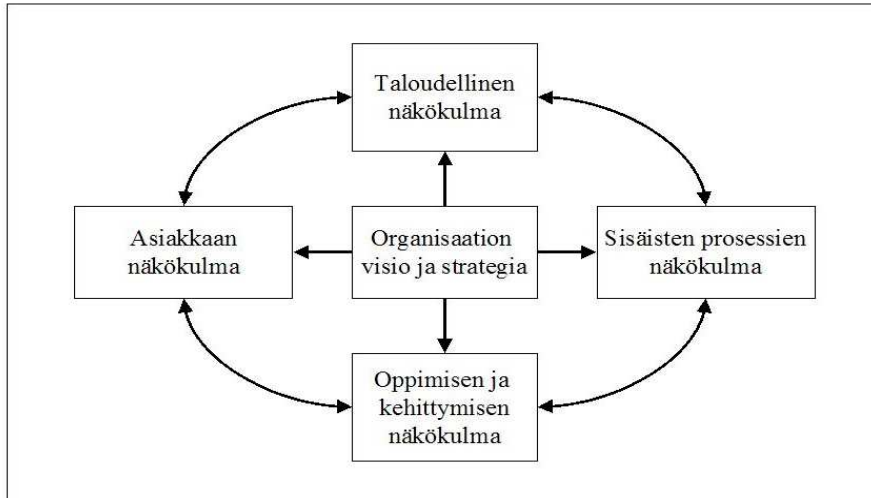 Taloudellinen
näkökulma
Asiakkaan
näkökulma
Organisaation
visio ja strategia
Sisäisten prosessien
näkökulma
Oppimisen ja
kehittymisen
näkökulma